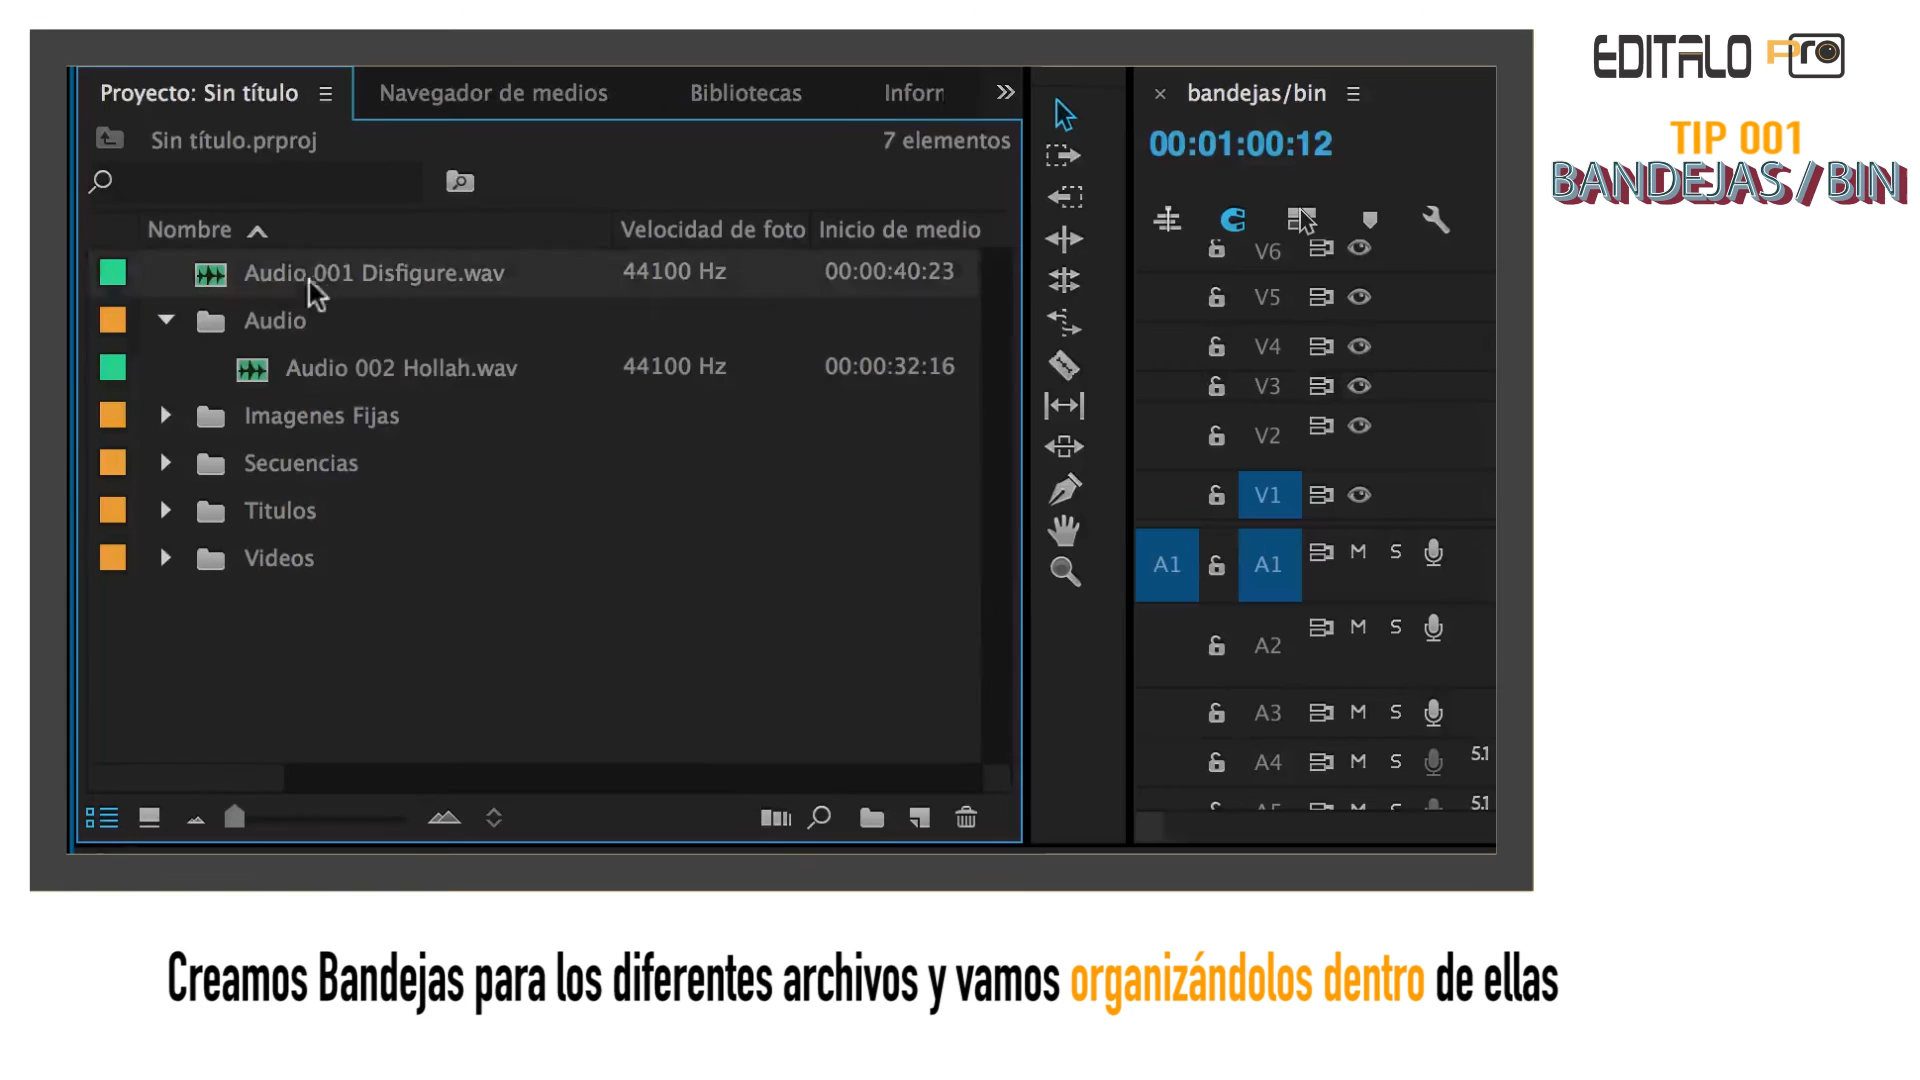 EDITALO Pro
TIP 001
BANDEJAS/BIN
Proyecto: Sin título
Navegador de medios
Bibliotecas
Inforr
Sin título.prproj
7 elementos
Nombre
Velocidad de foto
Inicio de medio
Audio 001 Disfigure.wav
44100 Hz
00:00:40:23
Audio
Audio 002 Hollah.wav
44100 Hz
00:00:32:16
Imagenes Fijas
Secuencias
Titulos
Videos
× bandejas/bin
00:01:00:12
V6
V5
V4
V3
V2
V1
A1 A1 M S
A2 M S
A3 M S
A4 M S 5.1
A5 M S 5.1
Creamos Bandejas para los diferentes archivos y vamos organizándolos dentro de ellas